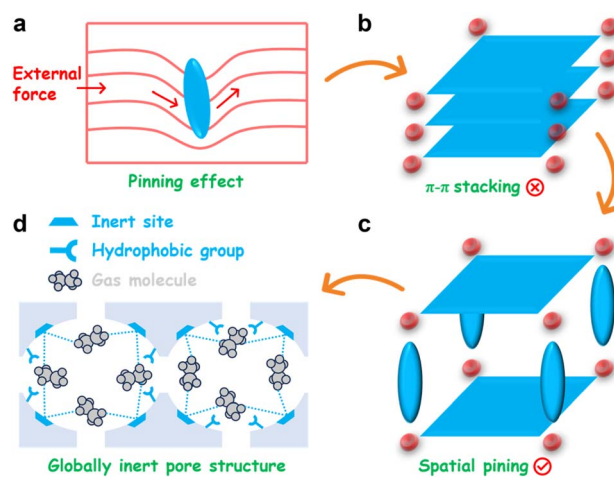 a
External
force
Pinning effect
b
π-π stacking
c
Spatial pining
d
Inert site
Hydrophobic group
Gas molecule
Globally inert pore structure